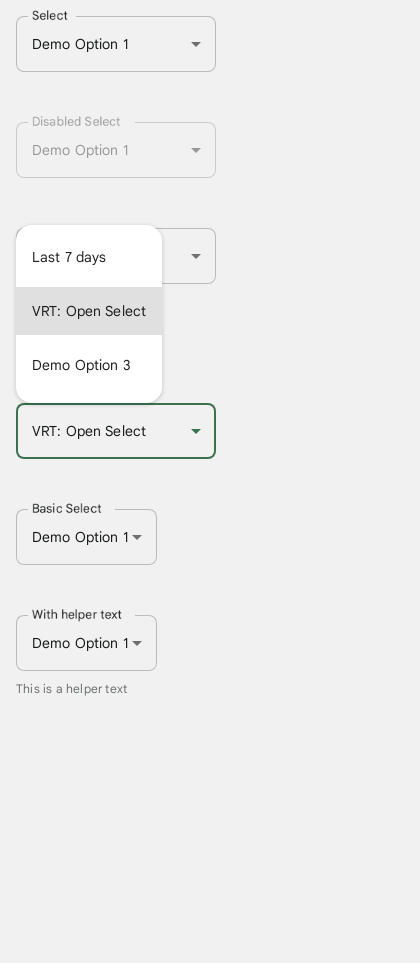 Select
Demo Option 1
Disabled Select
Demo Option 1
Last 7 days
VRT: Open Select
Demo Option 3
VRT: Open Select
Basic Select
Demo Option 1
With helper text
Demo Option 1
This is a helper text